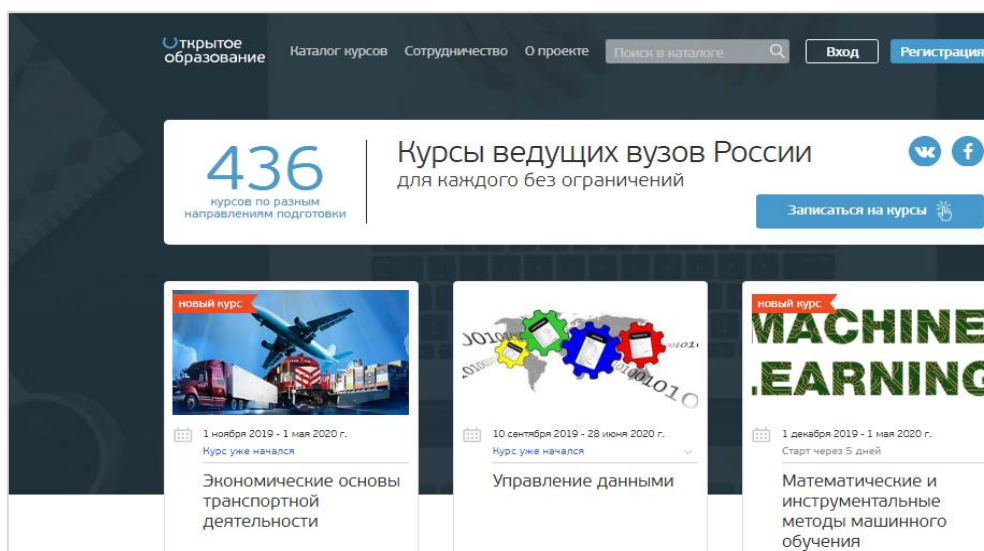 Открытое
образование
Каталог курсов Сотрудничество О проекте Поиск в каталоге Вход Регистрация
436
курсов по разным
направлениям подготовки
Курсы ведущих вузов России
для каждого без ограничений
Записаться на курсы
новый курс
1 ноября 2019 - 1 мая 2020 г.
Курс уже начался
Экономические основы
транспортной
деятельности
10 сентября 2019 - 28 июня 2020 г.
Курс уже начался
Управление данными
новый курс
MACHINE
LEARNING
1 декабря 2019 - 1 мая 2020 г.
Старт через 5 дней
Математические и
инструментальные
методы машинного
обучения